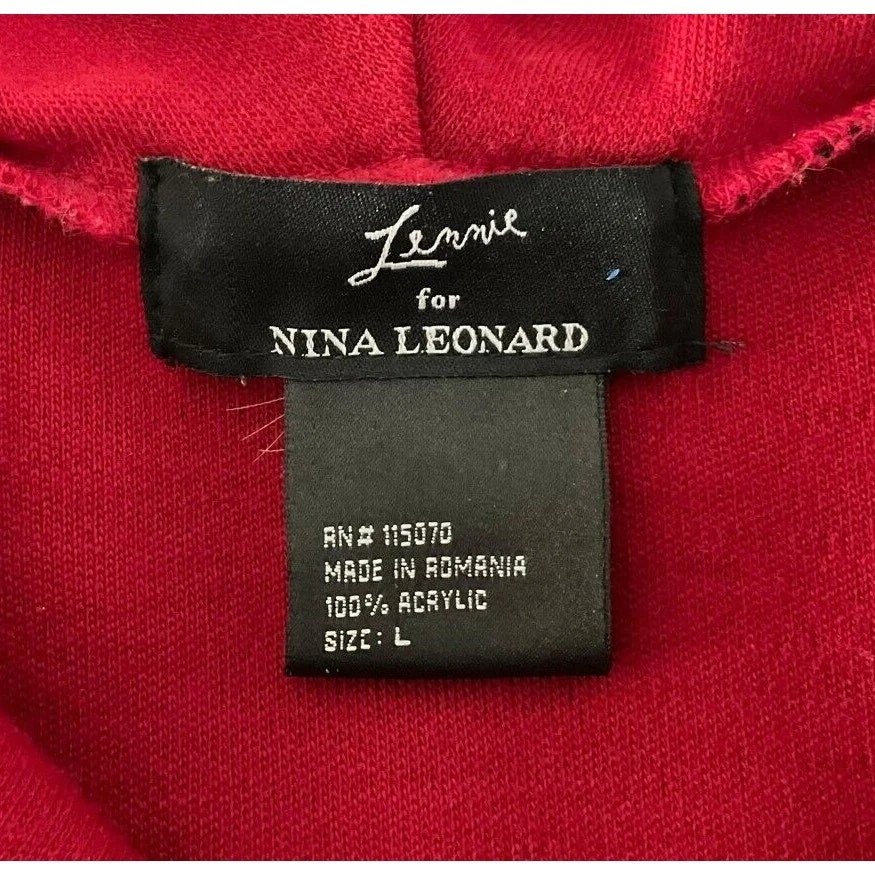 Lennie
for
NINA LEONARD
RN# 115070
MADE IN ROMANIA
100% ACRYLIC
SIZE: L